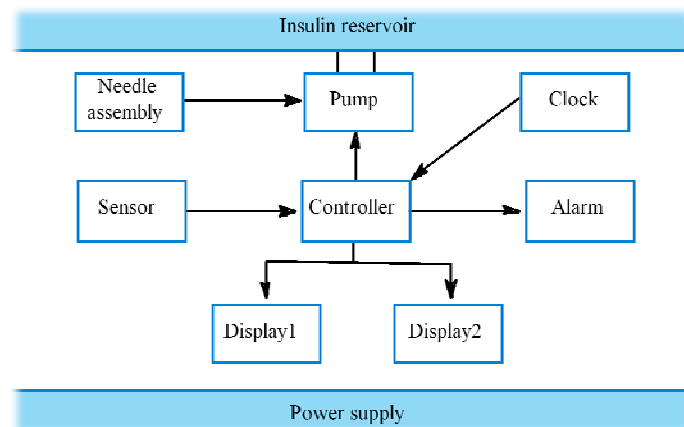 Insulin reservoir
Needle
assembly
Pump
Clock
Sensor
Controller
Alarm
Display1
Display2
Power supply